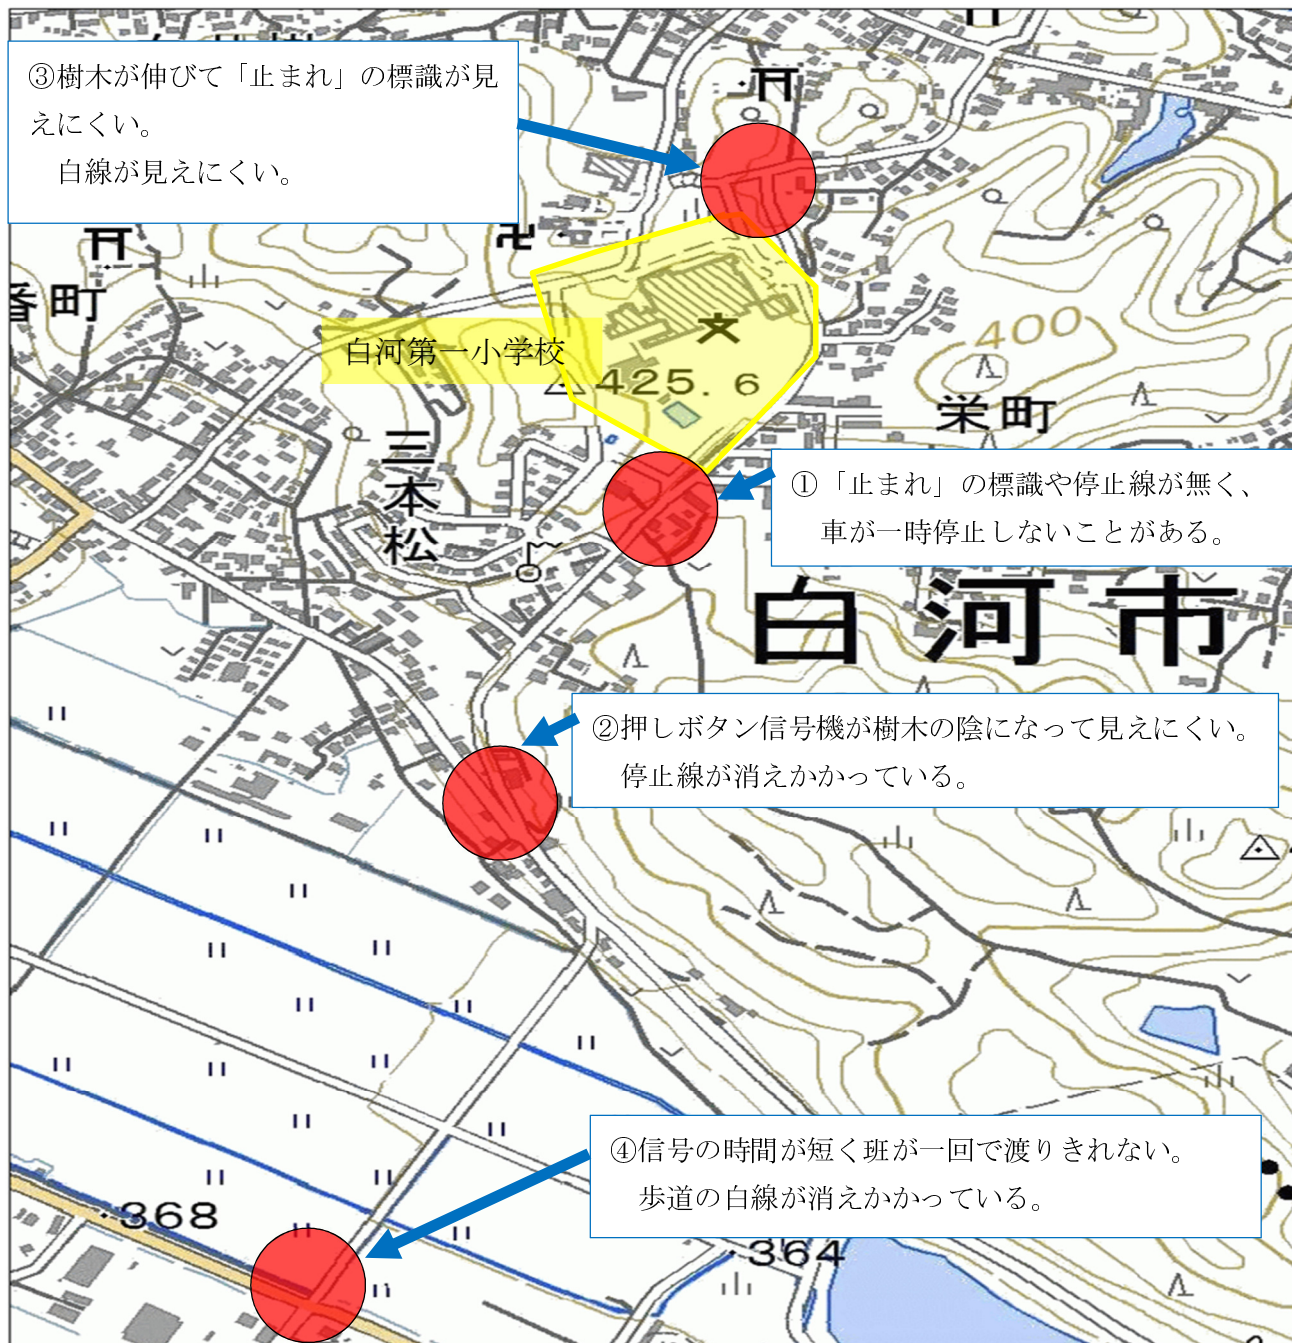 ③樹木が伸びて「止まれ」の標識が見
えにくい。
白線が見えにくい。
番町
白河第一小学校
425.6
400
栄町
三本松
①「止まれ」の標識や停止線が無く、
車が一時停止しないことがある。
白河市
②押しボタン信号機が樹木の陰になって見えにくい。
停止線が消えかかっている。
④信号の時間が短く班が一回で渡りきれない。
歩道の白線が消えかかっている。
368
364